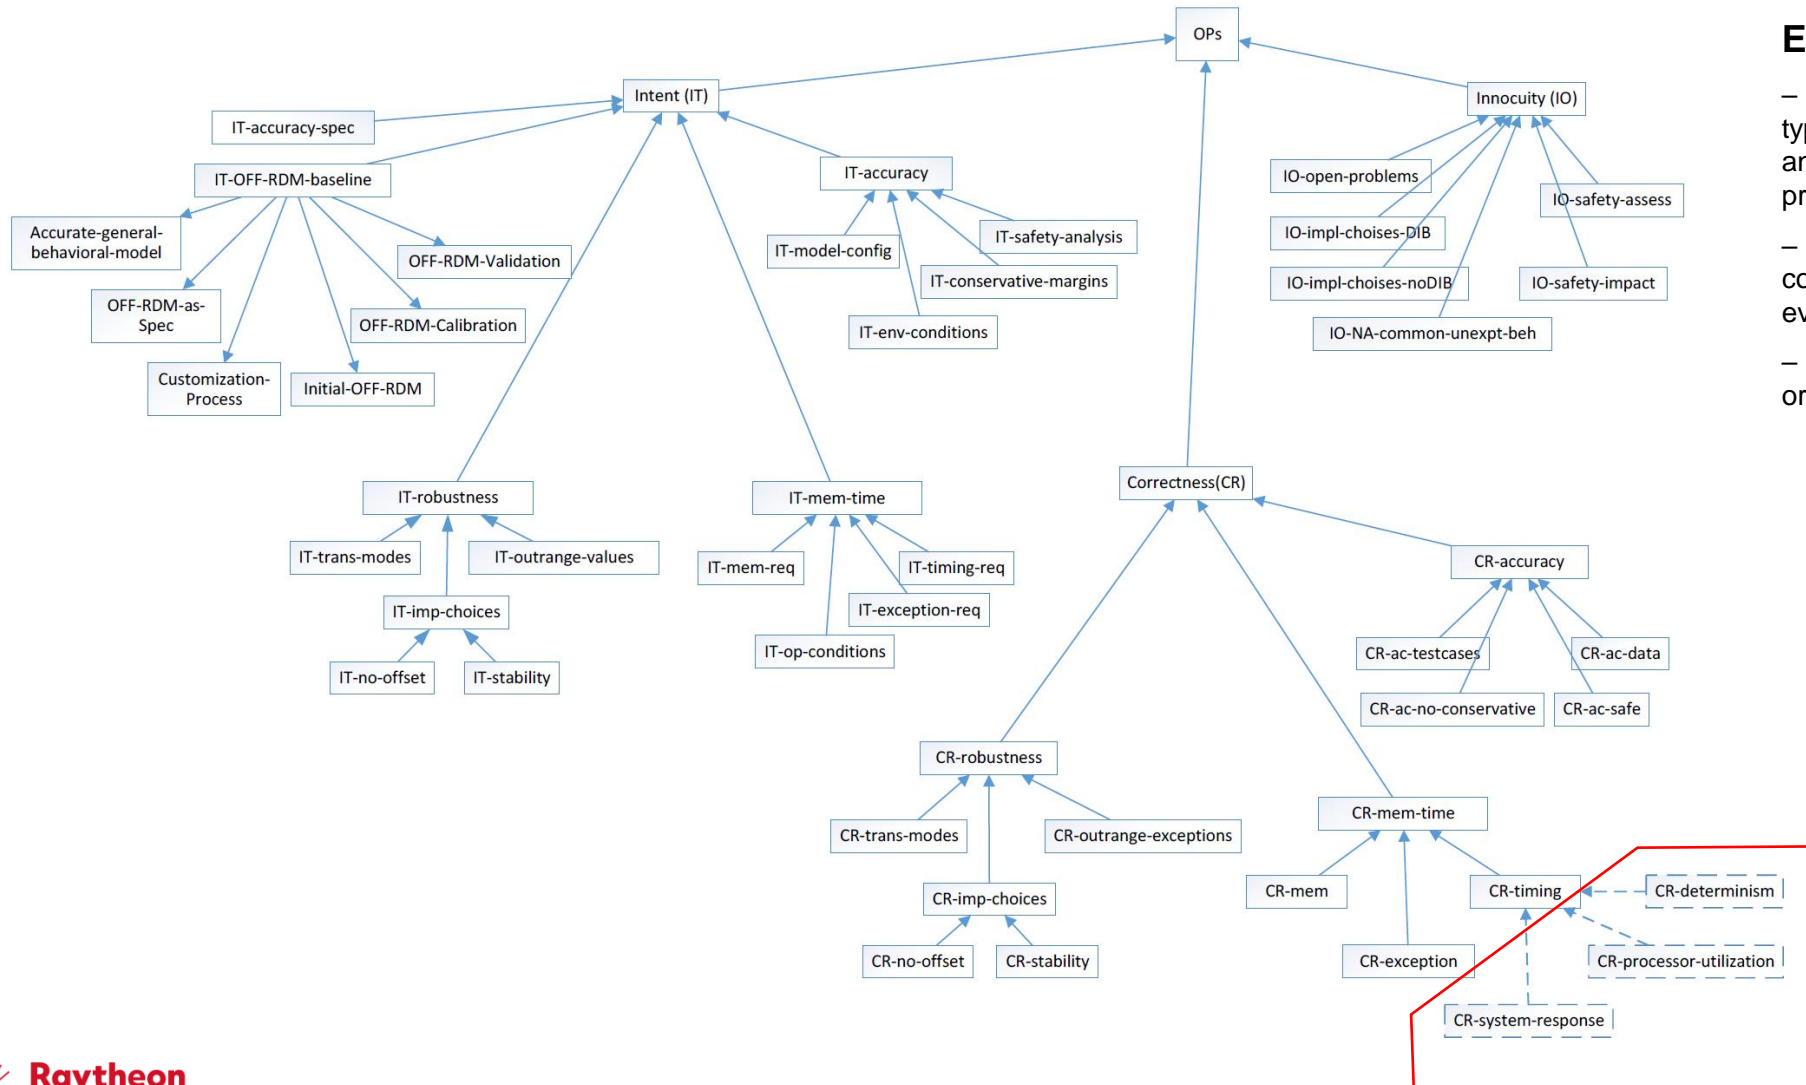 OPs
Intent (IT)
Innocuity (IO)
IT-accuracy-spec
IT-OFF-RDM-baseline
Accurate-general-
behavioral-model
OFF-RDM-Validation
OFF-RDM-as-
Spec
OFF-RDM-Calibration
Customization-
Process
Initial-OFF-RDM
IT-accuracy
IT-model-config
IT-safety-analysis
IT-conservative-margins
IT-env-conditions
IO-open-problems
IO-safety-assess
IO-impl-choises-DIB
IO-impl-choises-noDIB
IO-safety-impact
IO-NA-common-unexpt-beh
IT-robustness
IT-trans-modes
IT-outrange-values
IT-imp-choices
IT-no-offset
IT-stability
IT-mem-time
IT-mem-req
IT-timing-req
IT-exception-req
IT-op-conditions
Correctness(CR)
CR-accuracy
CR-ac-testcases
CR-ac-data
CR-ac-no-conservative
CR-ac-safe
CR-robustness
CR-trans-modes
CR-outrange-exceptions
CR-imp-choices
CR-no-offset
CR-stability
CR-mem-time
CR-mem
CR-timing
CR-determinism
CR-exception
CR-processor-utilization
CR-system-response
E
–
typ
an
pr
–
co
ev
–
or
Raytheon